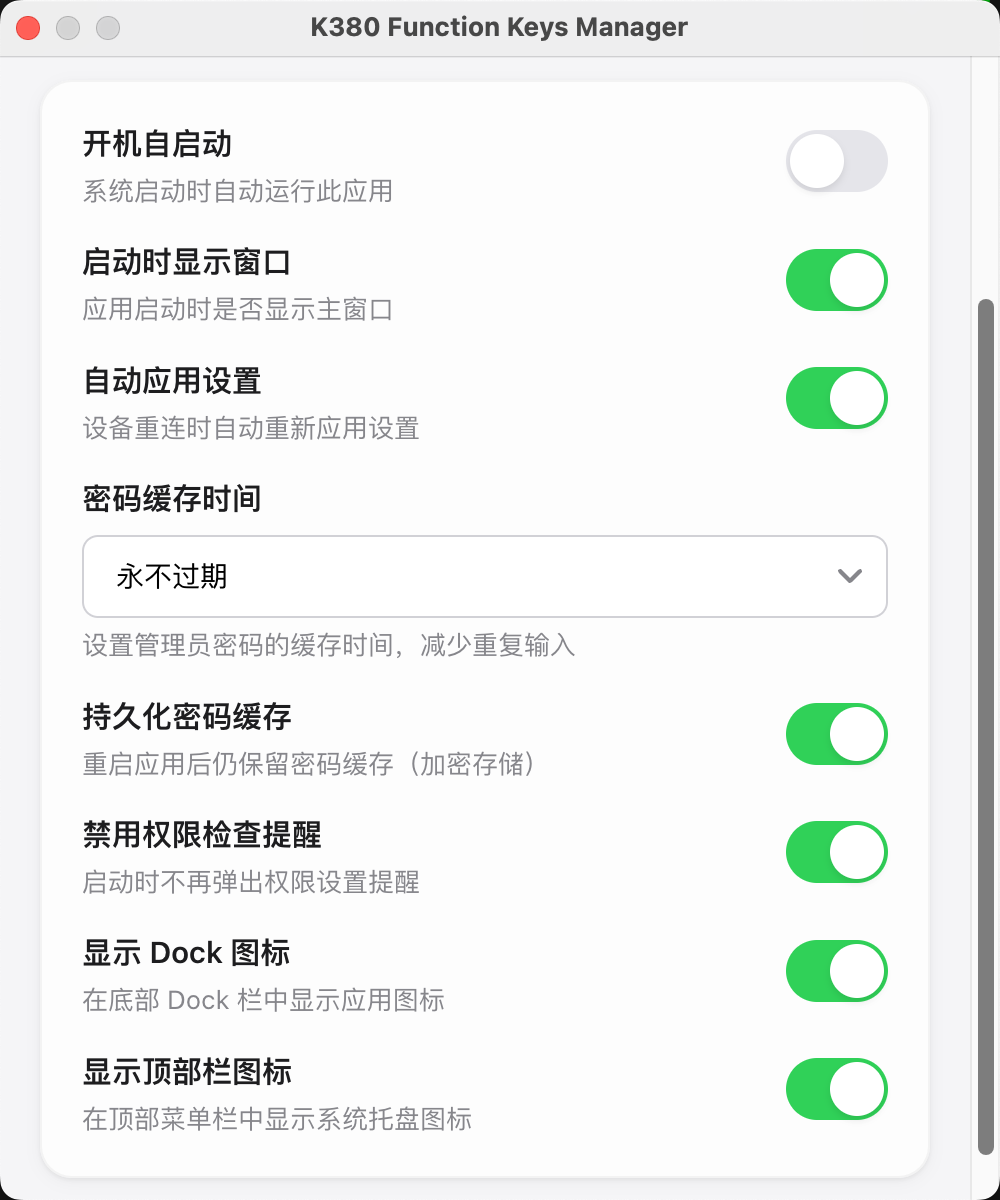 K380 Function Keys Manager
开机自启动
系统启动时自动运行此应用
启动时显示窗口
应用启动时是否显示主窗口
自动应用设置
设备重连时自动重新应用设置
密码缓存时间
永不过期
设置管理员密码的缓存时间，减少重复输入
持久化密码缓存
重启应用后仍保留密码缓存（加密存储）
禁用权限检查提醒
启动时不再弹出权限设置提醒
显示 Dock 图标
在底部 Dock 栏中显示应用图标
显示顶部栏图标
在顶部菜单栏中显示系统托盘图标